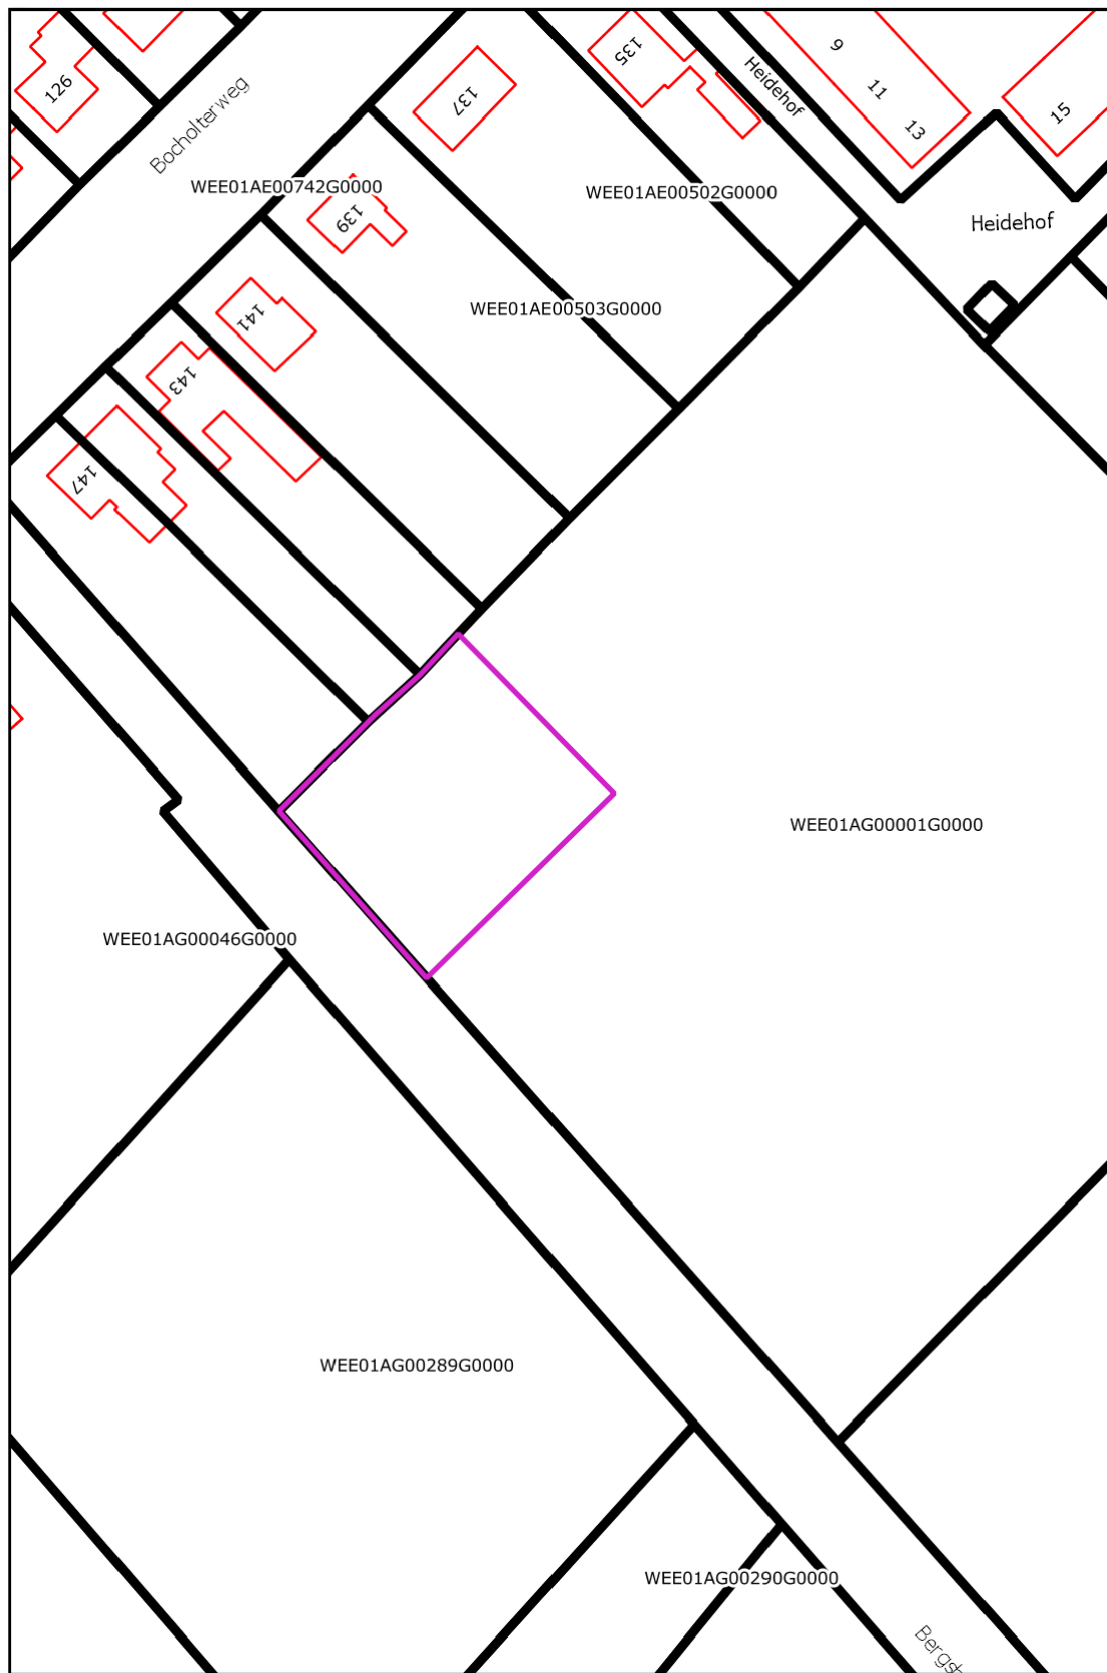 126
Bocholterweg
137
135
Heidehof
9
11
13
15
WEE01AE00742G0000
139
WEE01AE00502G0000
Heidehof
WEE01AE00503G0000
141
143
147
WEE01AG00001G0000
WEE01AG00046G0000
WEE01AG00289G0000
WEE01AG00290G0000